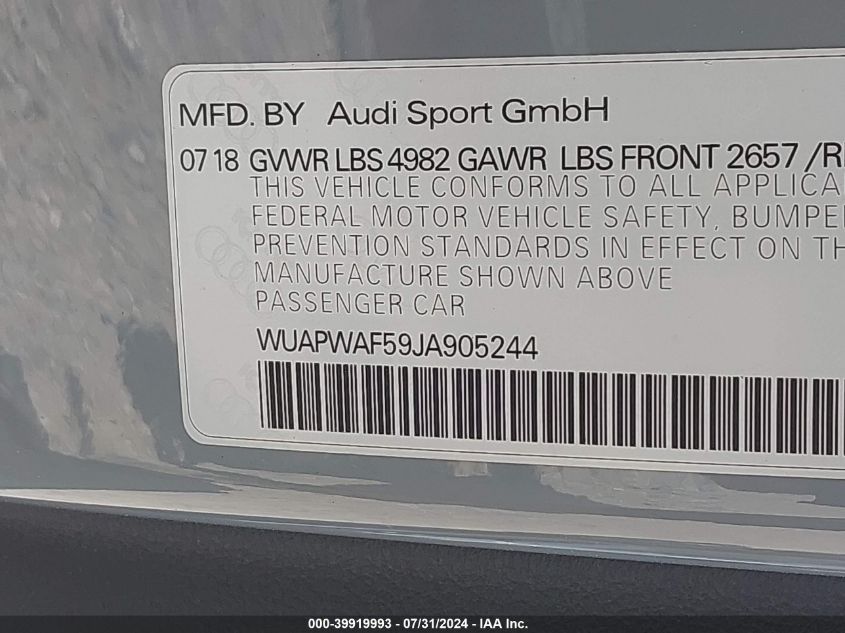 MFD. BY Audi Sport GmbH
07 18 GVWR LBS 4982 GAWR LBS FRONT 2657 /R
THIS VEHICLE CONFORMS TO ALL APPLICA
FEDERAL MOTOR VEHICLE SAFETY, BUMPE
PREVENTION STANDARDS IN EFFECT ON TH
MANUFACTURE SHOWN ABOVE
PASSENGER CAR
WUAPWAF59JA905244
000-39919993 - 07/31/2024 - IAA Inc.